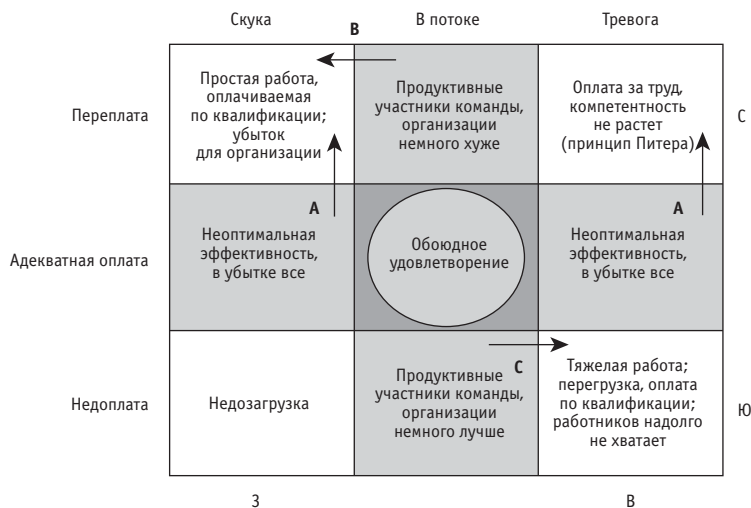 Скука
В потоке
Тревога
В
Переплата
Простая работа,
оплачиваемая
по квалификации;
убыток
для организации
Продуктивные
участники команды,
организации
немного хуже
Оплата за труд,
компетентность
не растет
(принцип Питера)
С
А
А
Адекватная оплата
Неоптимальная
эффективность,
в убытке все
Обоюдное
удовлетворение
Неоптимальная
эффективность,
в убытке все
Недоплата
Недозагрузка
Продуктивные
участники команды,
организации
немного лучше
С
Тяжелая работа;
перегрузка, оплата
по квалификации;
работников надолго
не хватает
Ю
З
В